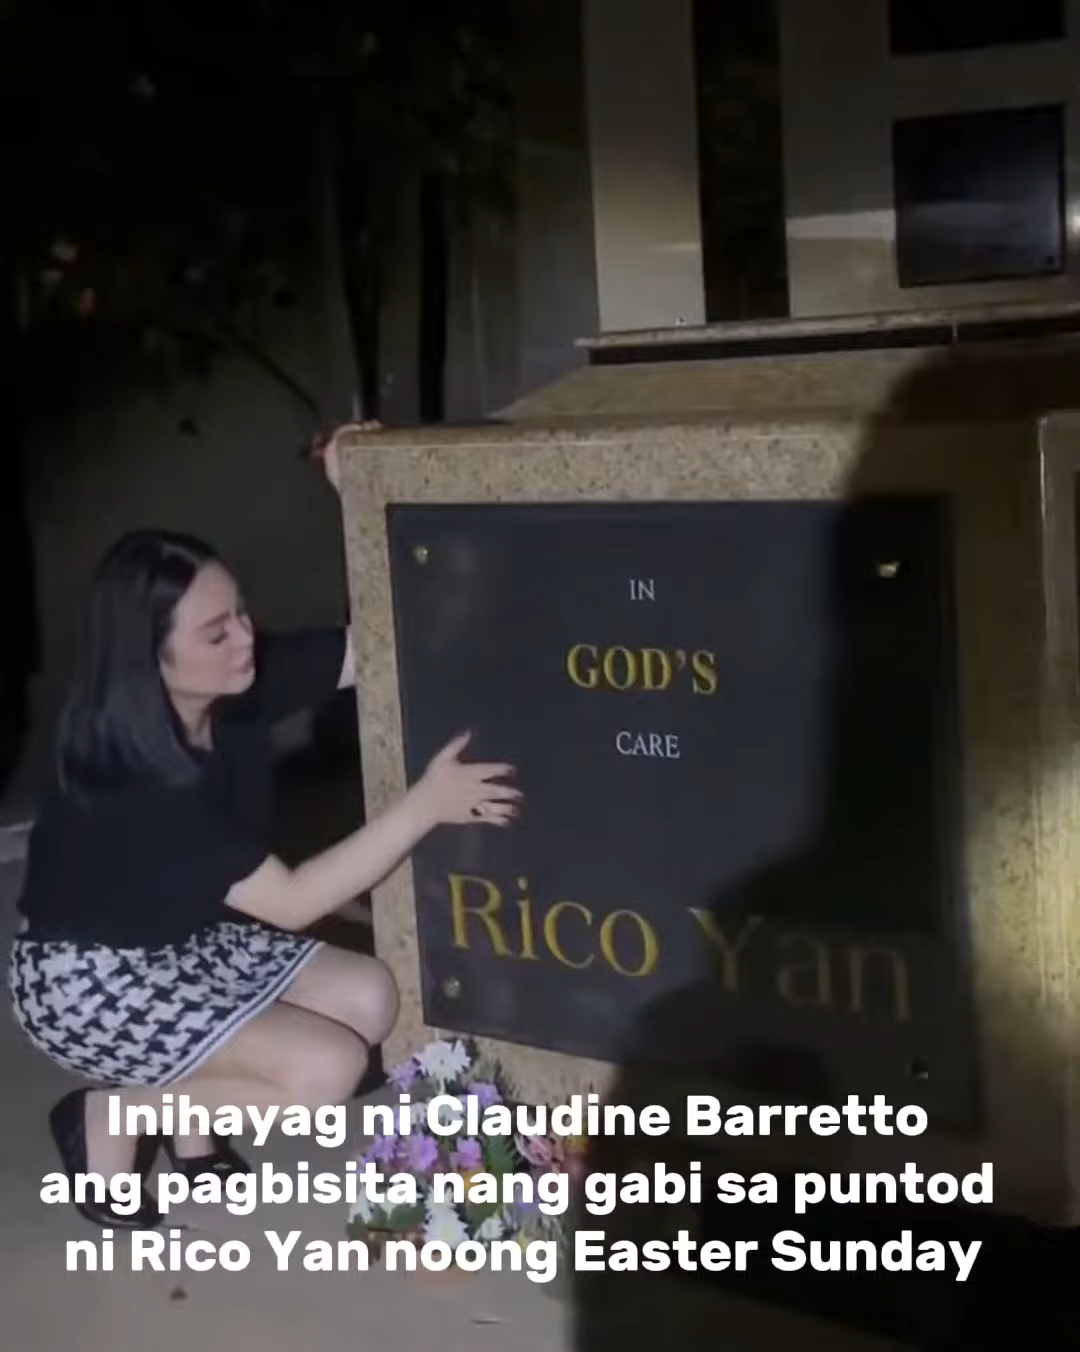 IN
GOD'S
CARE
Rico Yan
Inihayag ni Claudine Barretto
ang pagbisita nang gabi sa puntod
ni Rico Yan noong Easter Sunday